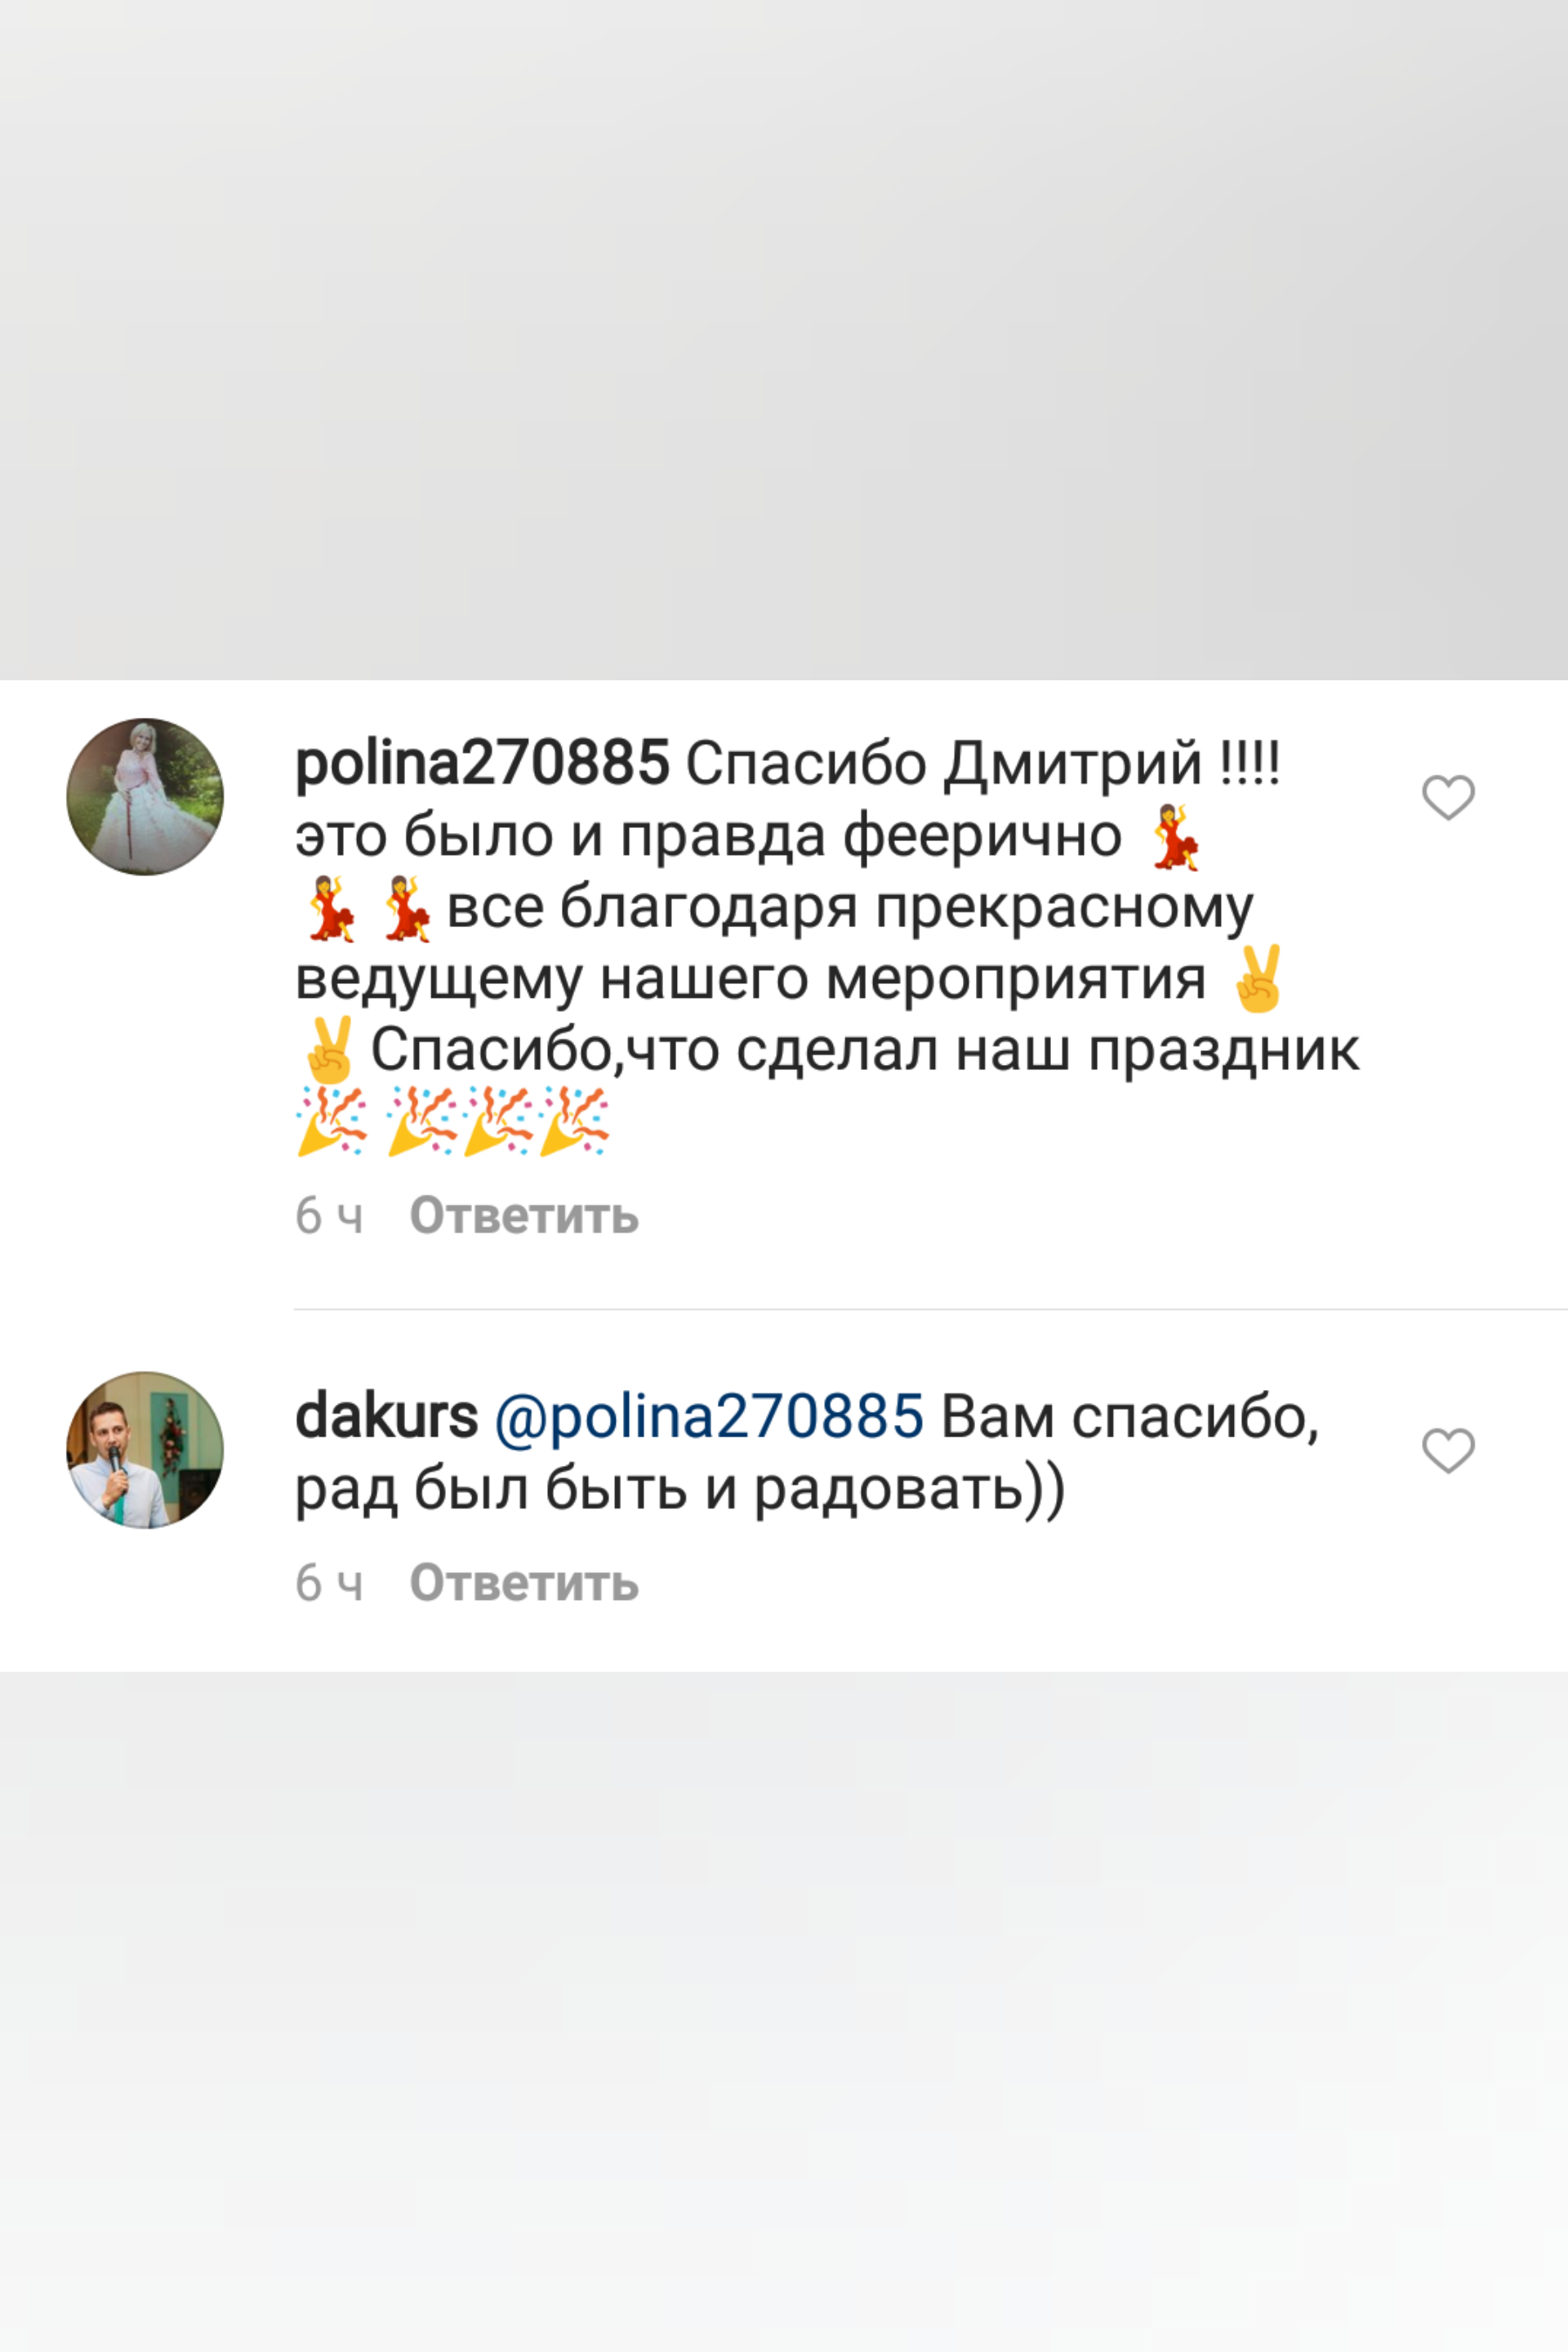 polina270885 Спасибо Дмитрий !!!!
это было и правда феерично 💃
💃💃все благодаря прекрасному
ведущему нашего мероприятия ✌
✌Спасибо,что сделал наш праздник
🎉 🎉🎉🎉
6 ч Ответить
dakurs @polina270885 Вам спасибо,
рад был быть и радовать))
6 ч Ответить